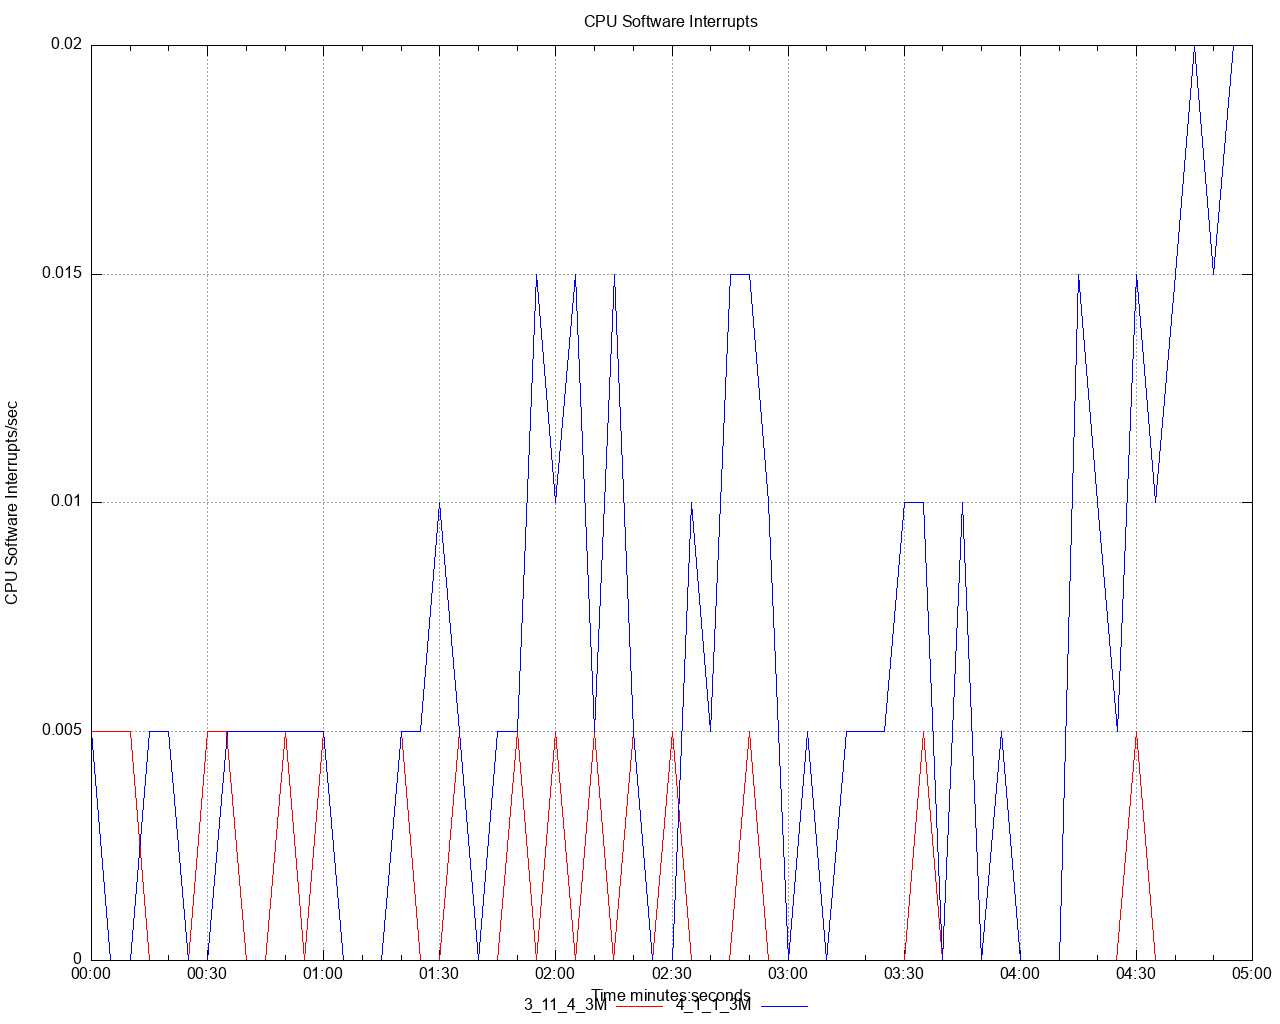 CPU Software Interrupts
CPU Software Interrupts/sec
0.02
0.015
0.01
0.005
0
00:00 00:30 01:00 01:30 02:00 02:30 03:00 03:30 04:00 04:30 05:00
Time minutes:seconds
3_11_4_3M 4_1_1_3M